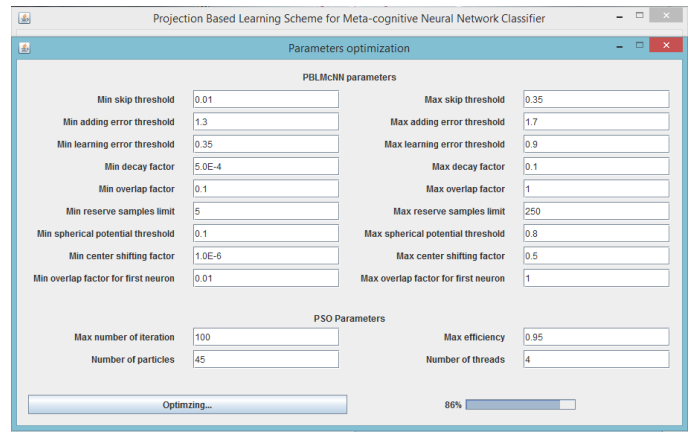 Projection Based Learning Scheme for Meta-cognitive Neural Network Classifier
Parameters optimization
PBLMcNN parameters
Min skip threshold 0.01 Max skip threshold 0.35
Min adding error threshold 1.3 Max adding error threshold 1.7
Min learning error threshold 0.35 Max learning error threshold 0.9
Min decay factor 5.0E-4 Max decay factor 0.1
Min overlap factor 0.1 Max overlap factor 1
Min reserve samples limit 5 Max reserve samples limit 250
Min spherical potential threshold 0.1 Max spherical potential threshold 0.8
Min center shifting factor 1.0E-6 Max center shifting factor 0.5
Min overlap factor for first neuron 0.01 Max overlap factor for first neuron 1
PSO Parameters
Max number of iteration 100 Max efficiency 0.95
Number of particles 45 Number of threads 4
Optimzing... 86%